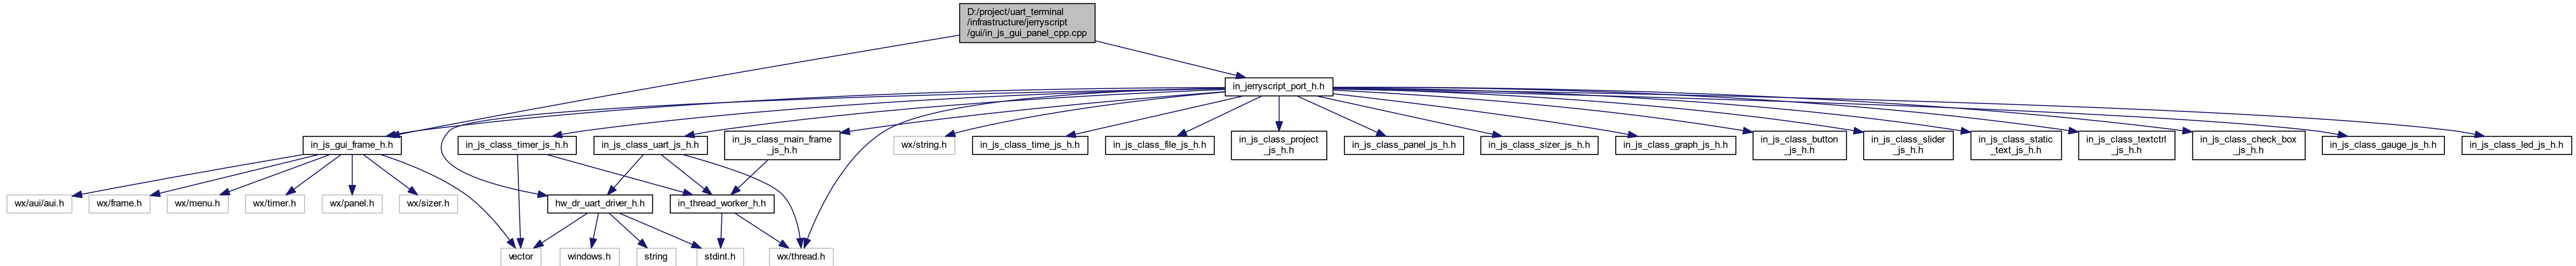 D:/project/uart_terminal
/infrastructure/jerryscript
/gui/in_js_gui_panel_cpp.cpp
in_jerryscript_port_h.h
in_js_gui_frame_h.h
in_js_class_timer_js_h.h
in_js_class_uart_js_h.h
in_js_class_main_frame
_js_h.h
wx/string.h
in_js_class_time_js_h.h
in_js_class_file_js_h.h
in_js_class_project
_js_h.h
in_js_class_panel_js_h.h
in_js_class_sizer_js_h.h
in_js_class_graph_js_h.h
in_js_class_button
_js_h.h
in_js_class_slider
_js_h.h
in_js_class_static
_text_js_h.h
in_js_class_textctrl
_js_h.h
in_js_class_check_box
_js_h.h
in_js_class_gauge_js_h.h
in_js_class_led_js_h.h
wx/aui/aui.h
wx/frame.h
wx/menu.h
wx/timer.h
wx/panel.h
wx/sizer.h
hw_dr_uart_driver_h.h
in_thread_worker_h.h
vector
windows.h
string
stdint.h
wx/thread.h